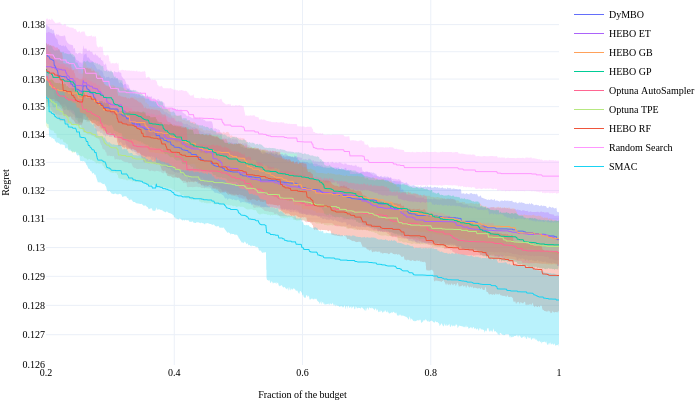 0.138
0.137
0.136
0.135
0.134
0.133
0.132
0.131
0.13
0.129
0.128
0.127
0.126
Regret
0.2
0.4
0.6
0.8
1
Fraction of the budget
DyMBO
HEBO ET
HEBO GB
HEBO GP
Optuna AutoSampler
Optuna TPE
HEBO RF
Random Search
SMAC